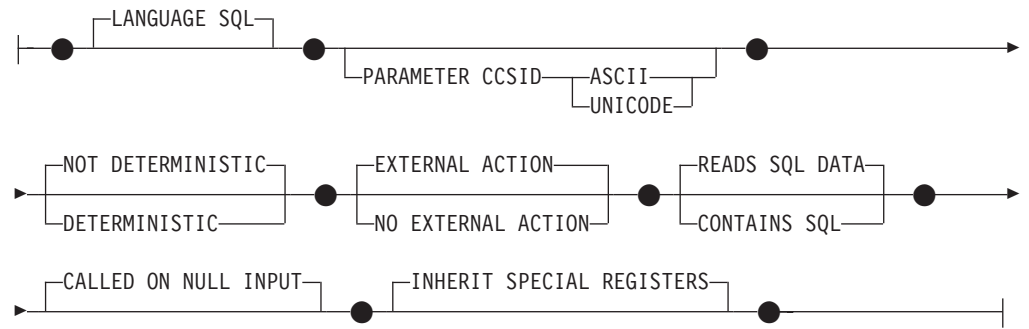 LANGUAGE SQL
PARAMETER CCSID ASCII
UNICODE
NOT DETERMINISTIC EXTERNAL ACTION READS SQL DATA
DETERMINISTIC NO EXTERNAL ACTION CONTAINS SQL
CALLED ON NULL INPUT INHERIT SPECIAL REGISTERS